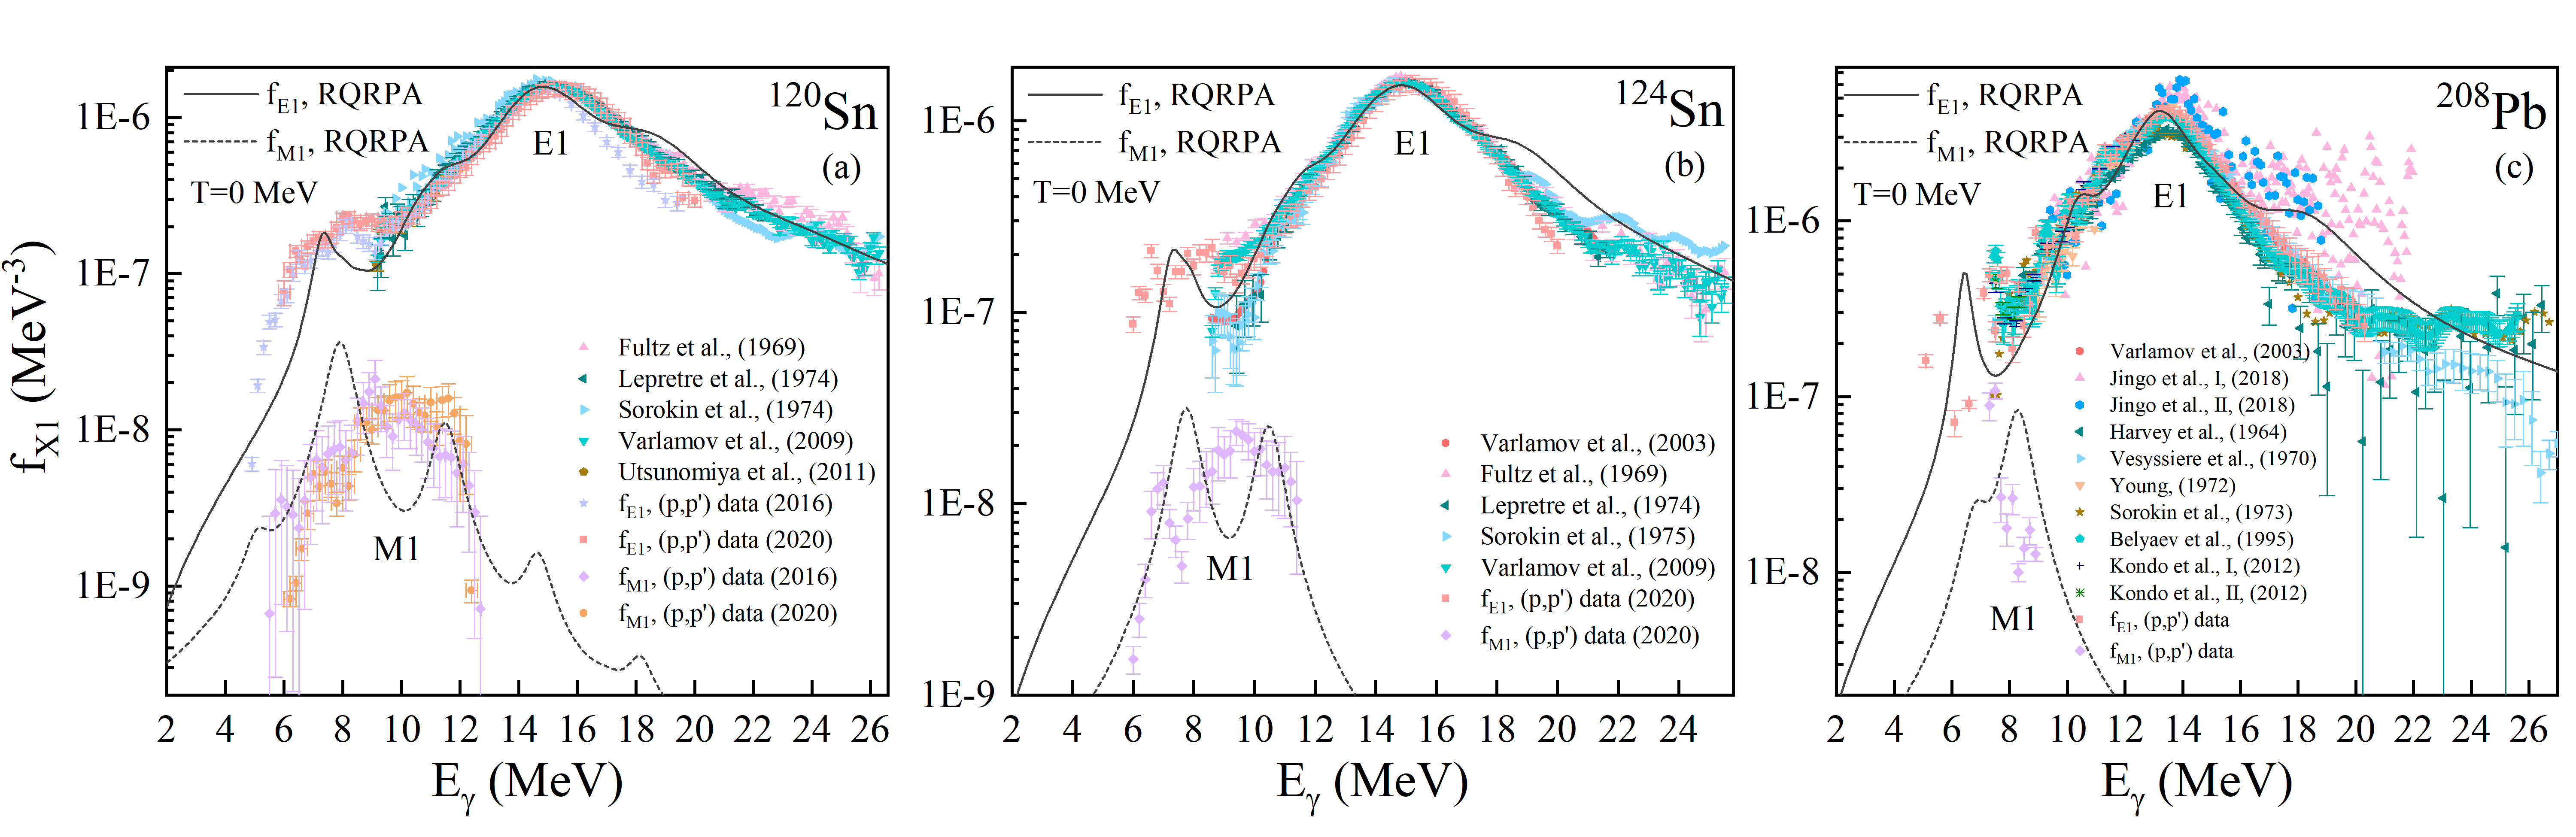 f_X1 (MeV^-3)
1E-6
1E-7
1E-8
1E-9
f_E1, RQRPA
f_M1, RQRPA
T=0 MeV
^120Sn
(a)
E1
M1
Fultz et al., (1969)
Lepretre et al., (1974)
Sorokin et al., (1974)
Varlamov et al., (2009)
Utsunomiya et al., (2011)
f_E1, (p,p') data (2016)
f_E1, (p,p') data (2020)
f_M1, (p,p') data (2016)
f_M1, (p,p') data (2020)
2 4 6 8 10 12 14 16 18 20 22 24 26
E_γ (MeV)
1E-6
1E-7
1E-8
1E-9
f_E1, RQRPA
f_M1, RQRPA
T=0 MeV
^124Sn
(b)
E1
M1
Varlamov et al., (2003)
Fultz et al., (1969)
Lepretre et al., (1974)
Sorokin et al., (1975)
Varlamov et al., (2009)
f_E1, (p,p') data (2020)
f_M1, (p,p') data (2020)
2 4 6 8 10 12 14 16 18 20 22 24
E_γ (MeV)
1E-6
1E-7
1E-8
f_E1, RQRPA
f_M1, RQRPA
T=0 MeV
^208Pb
(c)
E1
M1
Varlamov et al., (2003)
Jingo et al., I, (2018)
Jingo et al., II, (2018)
Harvey et al., (1964)
Vesyssiere et al., (1970)
Young, (1972)
Sorokin et al., (1973)
Belyaev et al., (1995)
Kondo et al., I, (2012)
Kondo et al., II, (2012)
f_E1, (p,p') data
f_M1, (p,p') data
2 4 6 8 10 12 14 16 18 20 22 24 26
E_γ (MeV)